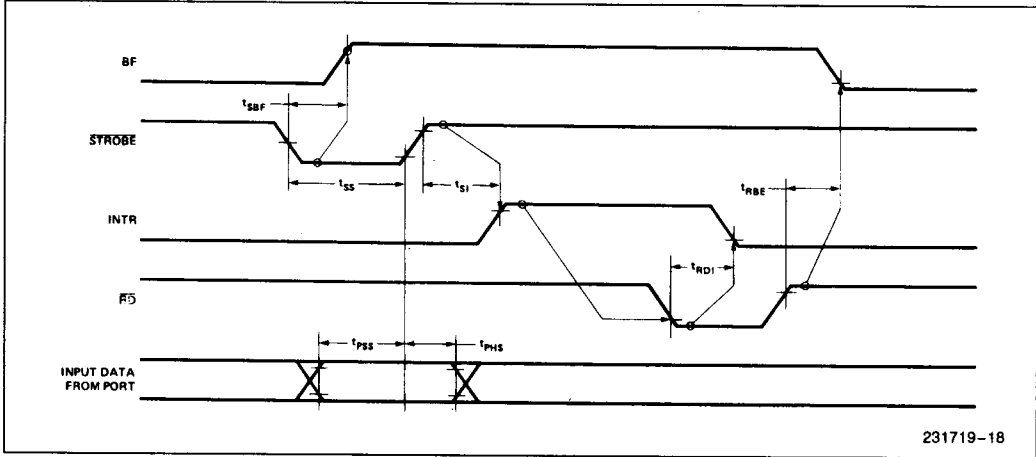 BF
tSBF
STROBE
tSS
tSI
tRBE
INTR
tRDI
RD
tPSS
tPHS
INPUT DATA
FROM PORT
231719-18